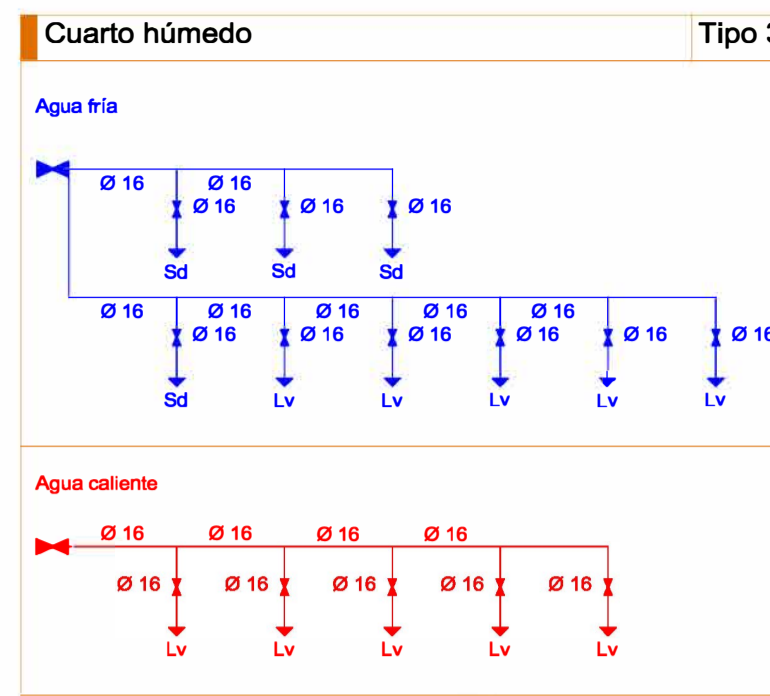 Cuarto húmedo Tipo 3
Agua fría
Ø 16 Ø 16
Ø 16 Ø 16 Ø 16
Sd Sd Sd
Ø 16 Ø 16 Ø 16 Ø 16 Ø 16
Ø 16 Ø 16 Ø 16 Ø 16 Ø 16 Ø 16
Sd Lv Lv Lv Lv Lv
Agua caliente
Ø 16 Ø 16 Ø 16 Ø 16
Ø 16 Ø 16 Ø 16 Ø 16 Ø 16
Lv Lv Lv Lv Lv